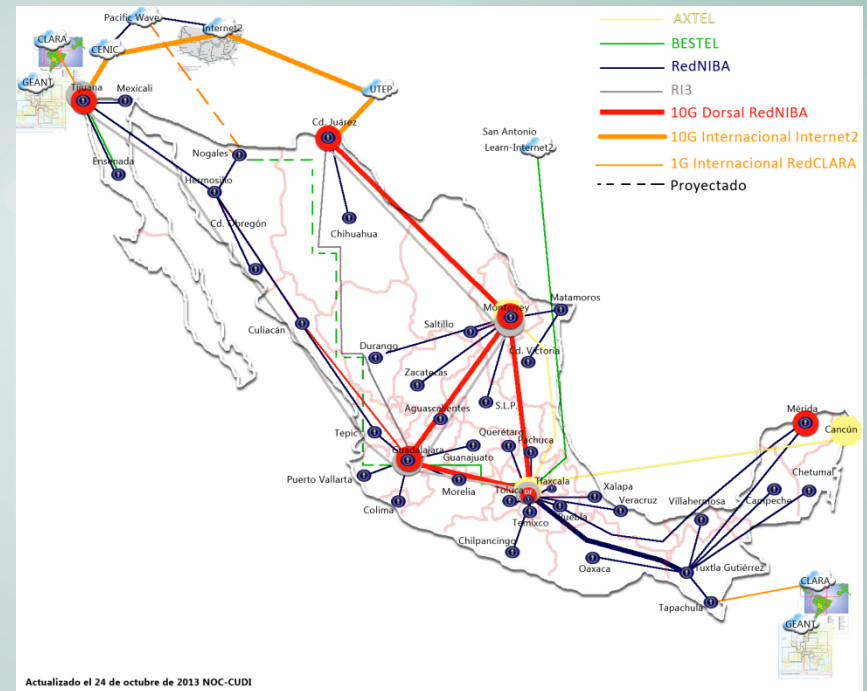 Pacific Wave
CLARA
CENIC
Internet2
GEANT
Tijuana
Mexicali
UTEP
Cd. Juárez
San Antonio
Learn-Internet2
Ensenada
Nogales
Hermosillo
Chihuahua
Cd. Obregón
Culiacán
Monterrey
Matamoros
Saltillo
Durango
Cd. Victoria
Zacatecas
S.L.P.
Aguascalientes
Mérida
Cancún
Tepic
Guadalajara
Querétaro
Pachuca
Guanajuato
Puerto Vallarta
Morelia
Toluca
Tlaxcala
Xalapa
Veracruz
Villahermosa
Campeche
Chetumal
Colima
Temixco
Puebla
Chilpancingo
Oaxaca
Tuxtla Gutiérrez
Tapachula
CLARA
GEANT
AXTEL
BESTEL
RedNIBA
RI3
10G Dorsal RedNIBA
10G Internacional Internet2
1G Internacional RedCLARA
Proyectado
Actualizado el 24 de octubre de 2013 NOC-CUDI